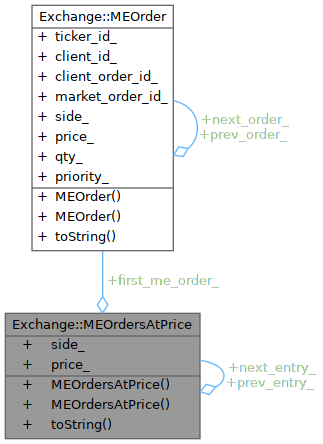 Exchange::MEOrder
+ ticker_id_
+ client_id_
+ client_order_id_
+ market_order_id_
+ side_
+ price_
+ qty_
+ priority_
+ MEOrder()
+ MEOrder()
+ toString()
+next_order_
+prev_order_
+first_me_order_
Exchange::MEOrdersAtPrice
+ side_
+ price_
+ MEOrdersAtPrice()
+ MEOrdersAtPrice()
+ toString()
+next_entry_
+prev_entry_